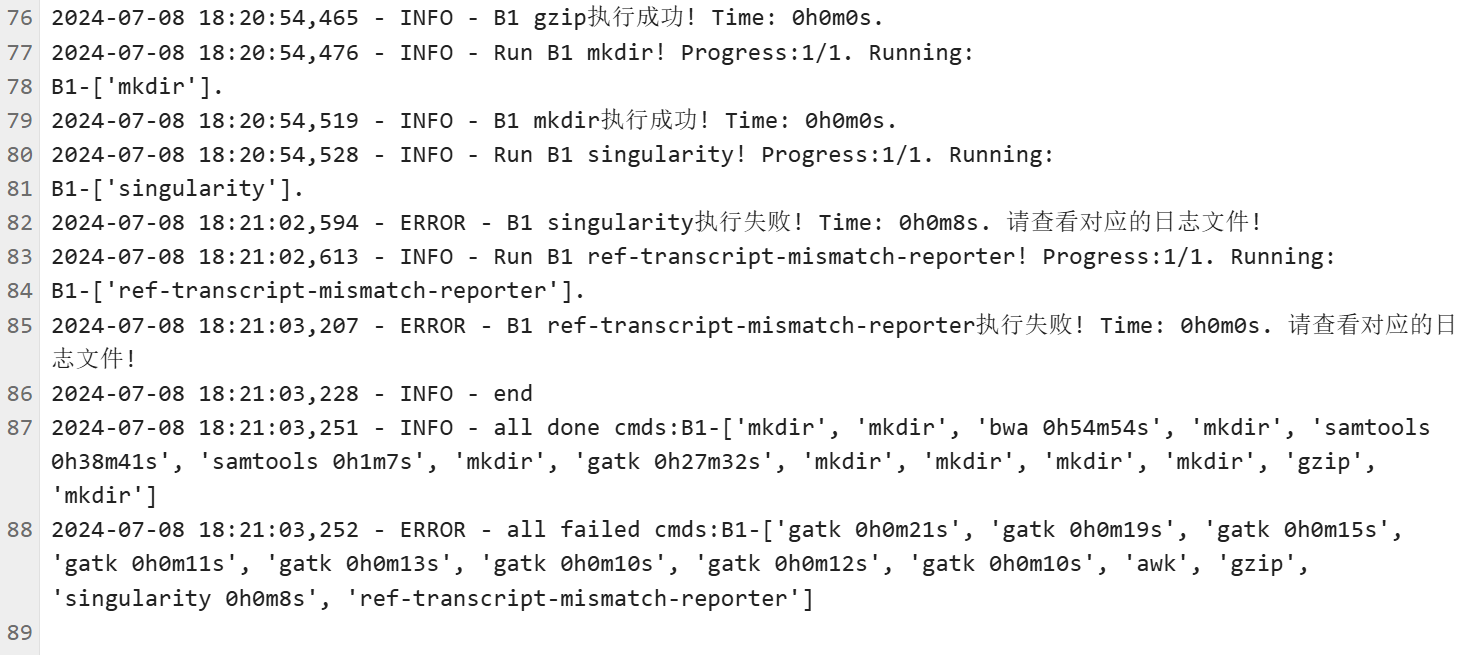 76 2024-07-08 18:20:54,465 - INFO - B1 gzip执行成功! Time: 0h0m0s.
77 2024-07-08 18:20:54,476 - INFO - Run B1 mkdir! Progress:1/1. Running:
78 B1-['mkdir'].
79 2024-07-08 18:20:54,519 - INFO - B1 mkdir执行成功! Time: 0h0m0s.
80 2024-07-08 18:20:54,528 - INFO - Run B1 singularity! Progress:1/1. Running:
81 B1-['singularity'].
82 2024-07-08 18:21:02,594 - ERROR - B1 singularity执行失败! Time: 0h0m8s. 请查看对应的日志文件!
83 2024-07-08 18:21:02,613 - INFO - Run B1 ref-transcript-mismatch-reporter! Progress:1/1. Running:
84 B1-['ref-transcript-mismatch-reporter'].
85 2024-07-08 18:21:03,207 - ERROR - B1 ref-transcript-mismatch-reporter执行失败! Time: 0h0m0s. 请查看对应的日
志文件!
86 2024-07-08 18:21:03,228 - INFO - end
87 2024-07-08 18:21:03,251 - INFO - all done cmds:B1-['mkdir', 'mkdir', 'bwa 0h54m54s', 'mkdir', 'samtools
0h38m41s', 'samtools 0h1m7s', 'mkdir', 'gatk 0h27m32s', 'mkdir', 'mkdir', 'mkdir', 'mkdir', 'gzip',
'mkdir']
88 2024-07-08 18:21:03,252 - ERROR - all failed cmds:B1-['gatk 0h0m21s', 'gatk 0h0m19s', 'gatk 0h0m15s',
'gatk 0h0m11s', 'gatk 0h0m13s', 'gatk 0h0m10s', 'gatk 0h0m12s', 'gatk 0h0m10s', 'awk', 'gzip',
'singularity 0h0m8s', 'ref-transcript-mismatch-reporter']
89